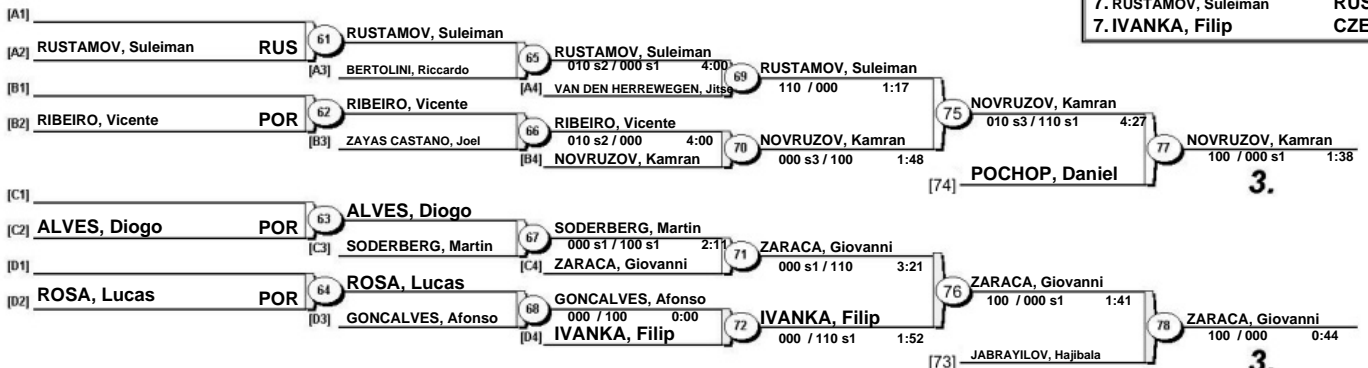 7. RUSTAMOV, Suleiman RUS
7. IVANKA, Filip CZE
[A1]
[A2] RUSTAMOV, Suleiman RUS
61 RUSTAMOV, Suleiman
[A3] BERTOLINI, Riccardo
65 RUSTAMOV, Suleiman
010 s2 / 000 s1 4:00
[A4] VAN DEN HERREWEGEN, Jitse
69 RUSTAMOV, Suleiman
110 / 000 1:17
[B1]
[B2] RIBEIRO, Vicente POR
62 RIBEIRO, Vicente
[B3] ZAYAS CASTANO, Joel
66 RIBEIRO, Vicente
010 s2 / 000 4:00
[B4] NOVRUZOV, Kamran
70 NOVRUZOV, Kamran
000 s3 / 100 1:48
75 NOVRUZOV, Kamran
010 s3 / 110 s1 4:27
[74] POCHOP, Daniel
77 NOVRUZOV, Kamran
100 / 000 s1 1:38
3.
[C1]
[C2] ALVES, Diogo POR
63 ALVES, Diogo
[C3] SODERBERG, Martin
67 SODERBERG, Martin
000 s1 / 100 s1 2:11
[C4] ZARACA, Giovanni
71 ZARACA, Giovanni
000 s1 / 110 3:21
[D1]
[D2] ROSA, Lucas POR
64 ROSA, Lucas
[D3] GONCALVES, Afonso
68 GONCALVES, Afonso
000 / 100 0:00
[D4] IVANKA, Filip
72 IVANKA, Filip
000 / 110 s1 1:52
76 ZARACA, Giovanni
100 / 000 s1 1:41
[73] JABRAYILOV, Hajibala
78 ZARACA, Giovanni
100 / 000 0:44
3.